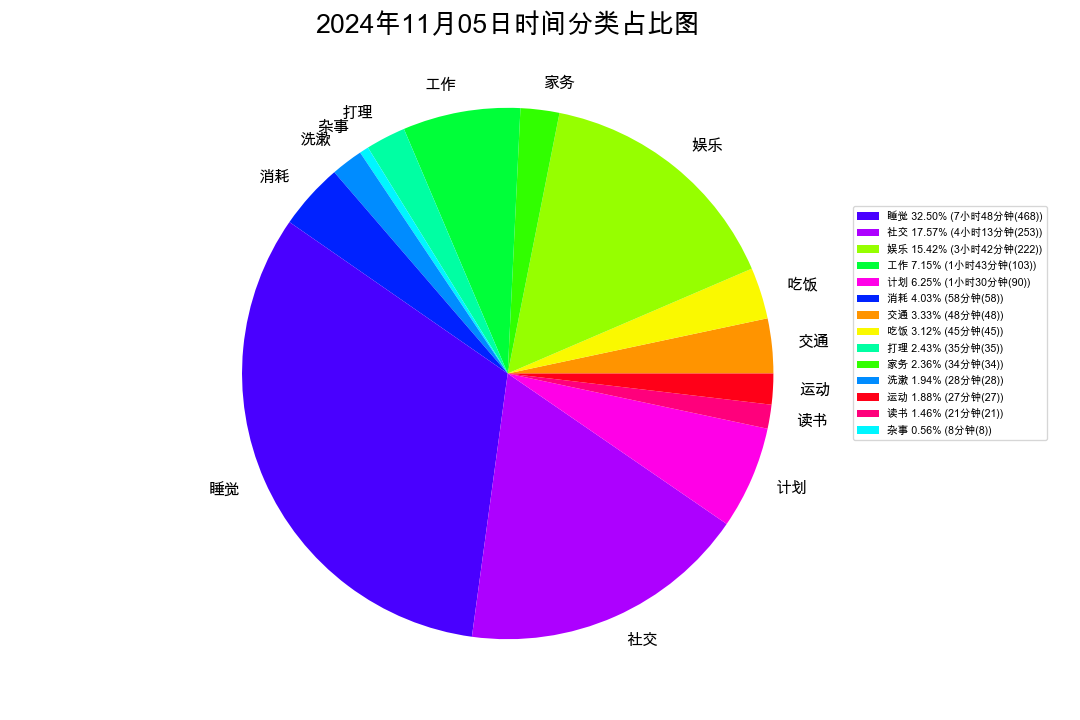 2024年11月05日时间分类占比图
工作
家务
打理
杂事
洗漱
娱乐
消耗
吃饭
交通
运动
读书
计划
睡觉
社交
睡觉 32.50% (7小时48分钟(468))
社交 17.57% (4小时13分钟(253))
娱乐 15.42% (3小时42分钟(222))
工作 7.15% (1小时43分钟(103))
计划 6.25% (1小时30分钟(90))
消耗 4.03% (58分钟(58))
交通 3.33% (48分钟(48))
吃饭 3.12% (45分钟(45))
打理 2.43% (35分钟(35))
家务 2.36% (34分钟(34))
洗漱 1.94% (28分钟(28))
运动 1.88% (27分钟(27))
读书 1.46% (21分钟(21))
杂事 0.56% (8分钟(8))